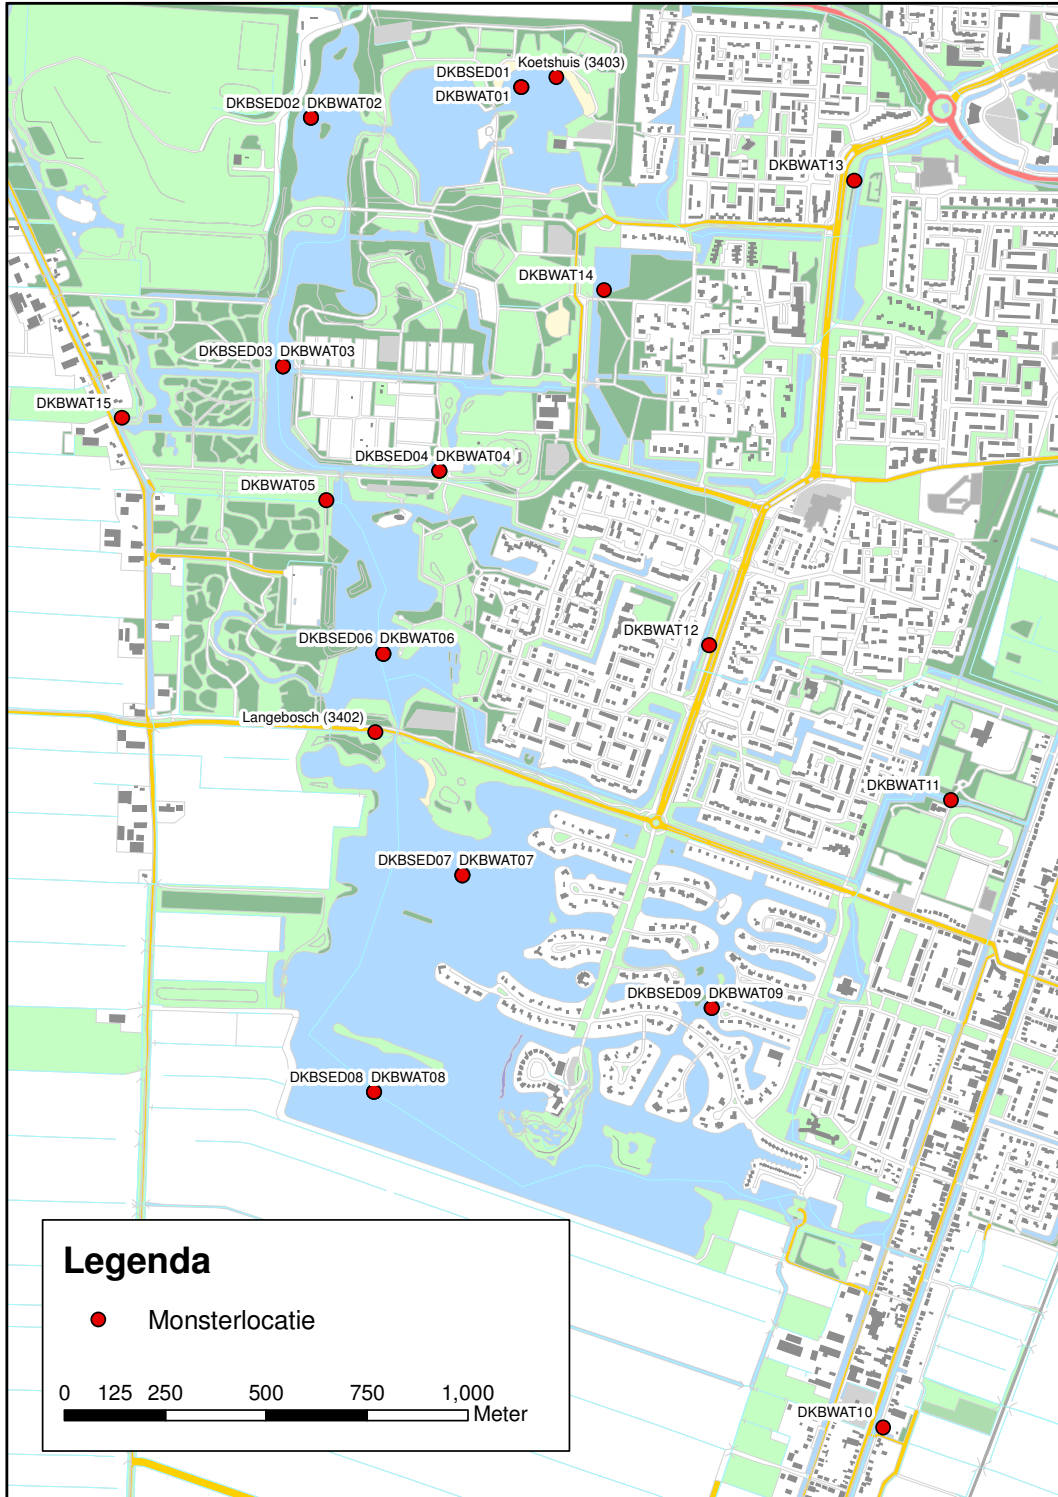 Koetshuis (3403)
DKBSED01
DKBWAT01
DKBSED02 DKBWAT02
DKBWAT13
DKBWAT14
DKBSED03 DKBWAT03
DKBWAT15
DKBSED04 DKBWAT04
DKBWAT05
DKBWAT12
DKBSED06 DKBWAT06
Langebosch (3402)
DKBWAT11
DKBSED07 DKBWAT07
DKBSED09 DKBWAT09
DKBSED08 DKBWAT08
Legenda
Monsterlocatie
0 125 250 500 750 1,000
Meter
DKBWAT10